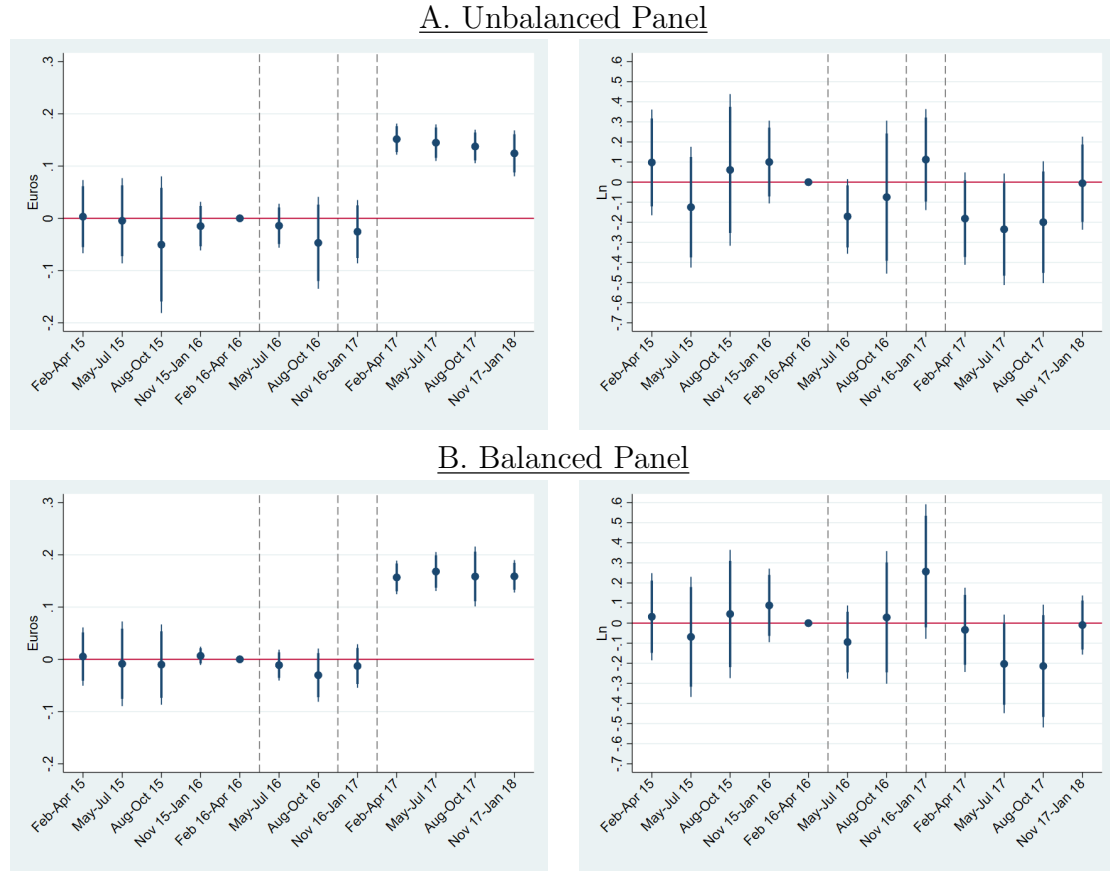 A. Unbalanced Panel
Euros
.3
.2
.1
0
-.1
-.2
Feb-Apr 15
May-Jul 15
Aug-Oct 15
Nov 15-Jan 16
Feb 16-Apr 16
May-Jul 16
Aug-Oct 16
Nov 16-Jan 17
Feb-Apr 17
May-Jul 17
Aug-Oct 17
Nov 17-Jan 18
Ln
.6
.5
.4
.3
.2
.1
0
-.1
-.2
-.3
-.4
-.5
-.6
-.7
Feb-Apr 15
May-Jul 15
Aug-Oct 15
Nov 15-Jan 16
Feb 16-Apr 16
May-Jul 16
Aug-Oct 16
Nov 16-Jan 17
Feb-Apr 17
May-Jul 17
Aug-Oct 17
Nov 17-Jan 18
B. Balanced Panel
Euros
.3
.2
.1
0
-.1
-.2
Feb-Apr 15
May-Jul 15
Aug-Oct 15
Nov 15-Jan 16
Feb 16-Apr 16
May-Jul 16
Aug-Oct 16
Nov 16-Jan 17
Feb-Apr 17
May-Jul 17
Aug-Oct 17
Nov 17-Jan 18
Ln
.6
.5
.4
.3
.2
.1
0
-.1
-.2
-.3
-.4
-.5
-.6
-.7
Feb-Apr 15
May-Jul 15
Aug-Oct 15
Nov 15-Jan 16
Feb 16-Apr 16
May-Jul 16
Aug-Oct 16
Nov 16-Jan 17
Feb-Apr 17
May-Jul 17
Aug-Oct 17
Nov 17-Jan 18